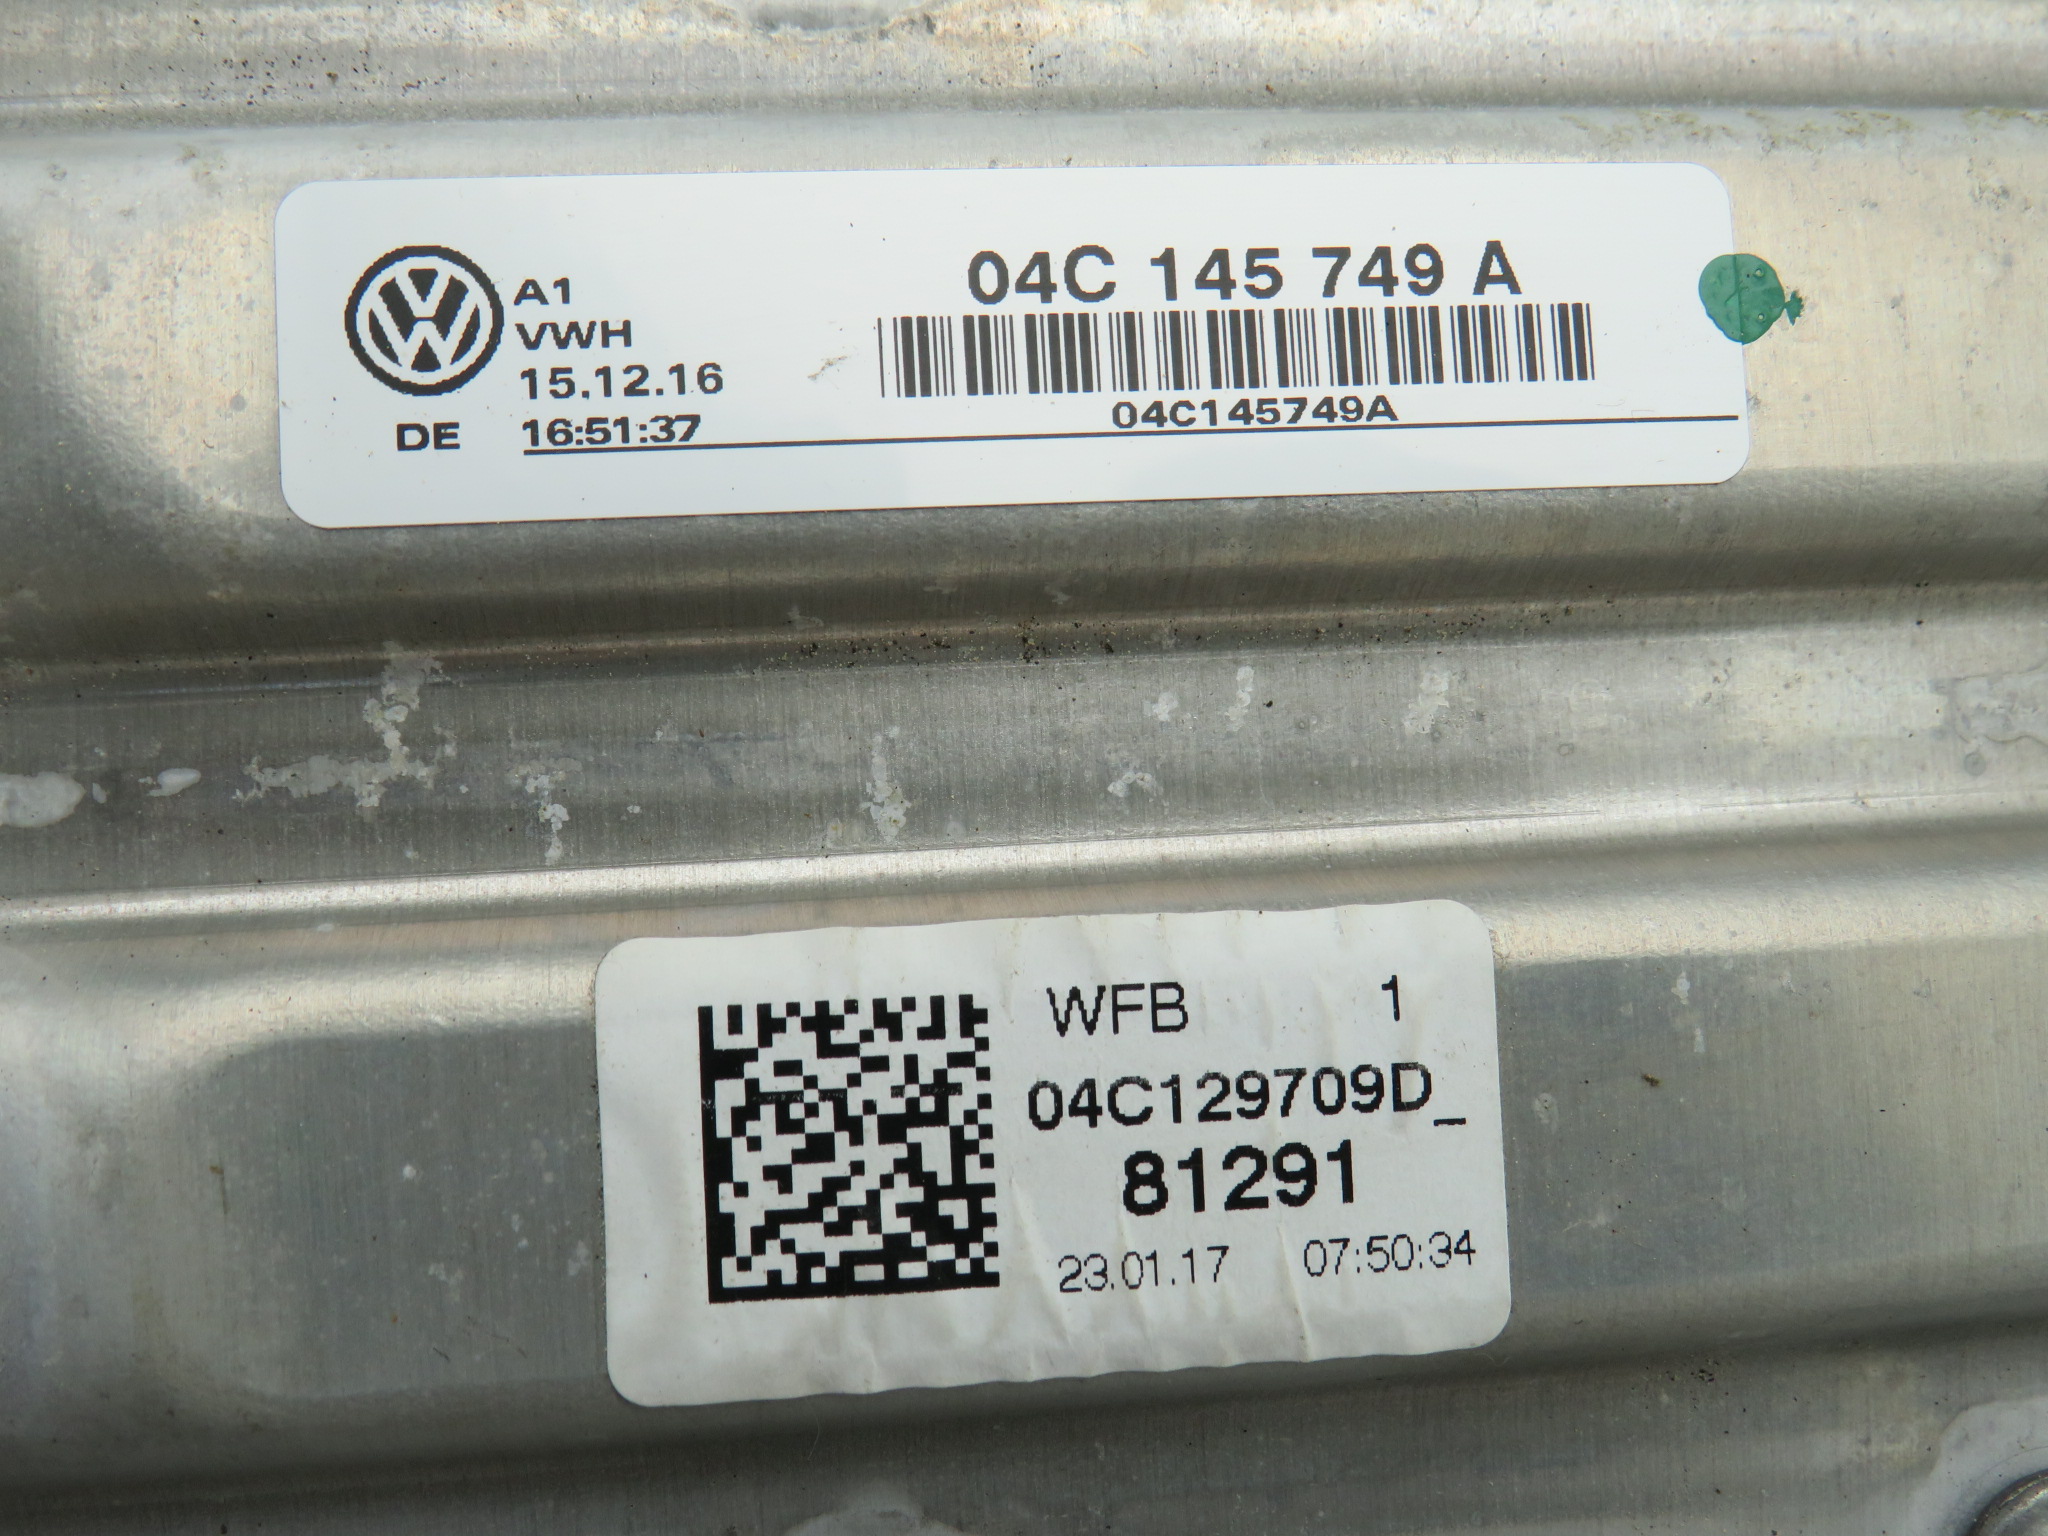 A1
VWH
15.12.16
DE 16:51:37
04C 145 749 A
04C145749A
WFB 1
04C129709D_
81291
23.01.17 07:50:34